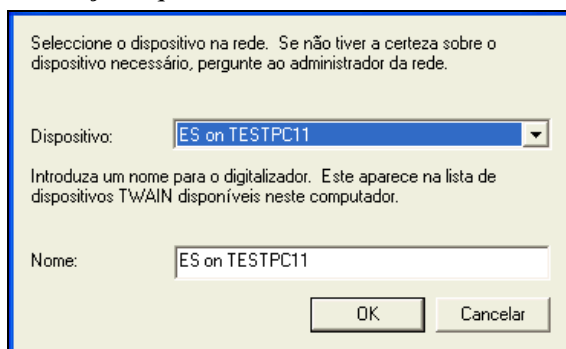 Seleccione o dispositivo na rede. Se não tiver a certeza sobre o
dispositivo necessário, pergunte ao administrador da rede.
Dispositivo: ES on TESTPC11
Introduza um nome para o digitalizador. Este aparece na lista de
dispositivos TWAIN disponíveis neste computador.
Nome: ES on TESTPC11
OK Cancelar